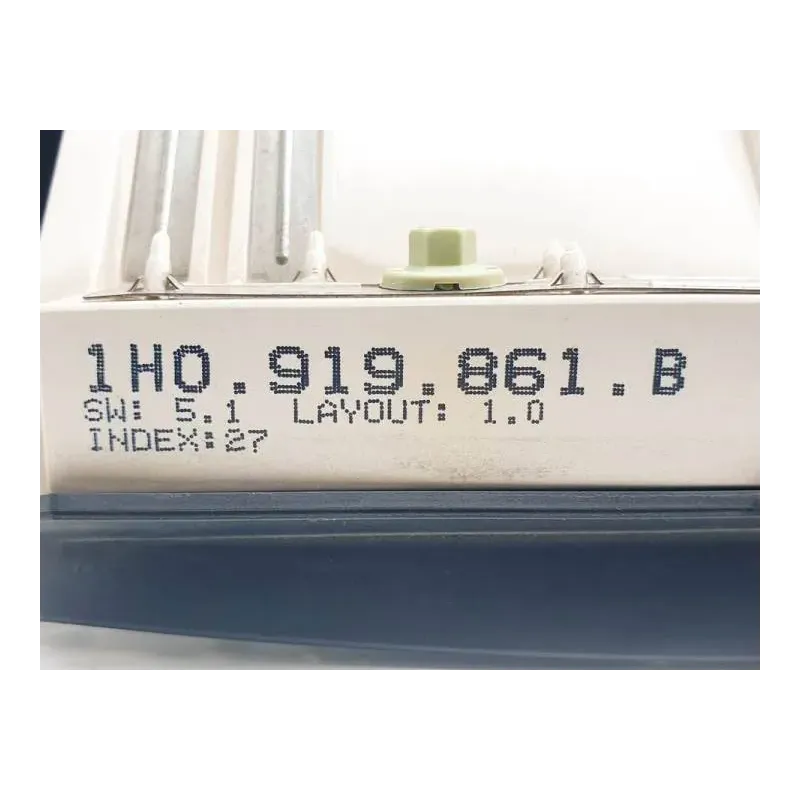 1H0.919.861.B
SW: 5.1 LAYOUT: 1.0
INDEX:27